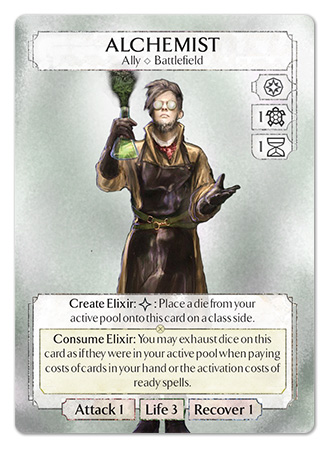 ALCHEMIST
Ally ◇ Battlefield
1
1
Create Elixir: ⟡ : Place a die from your
active pool onto this card on a class side.
Consume Elixir: You may exhaust dice on this
card as if they were in your active pool when paying
costs of cards in your hand or the activation costs of
ready spells.
Attack 1 Life 3 Recover 1